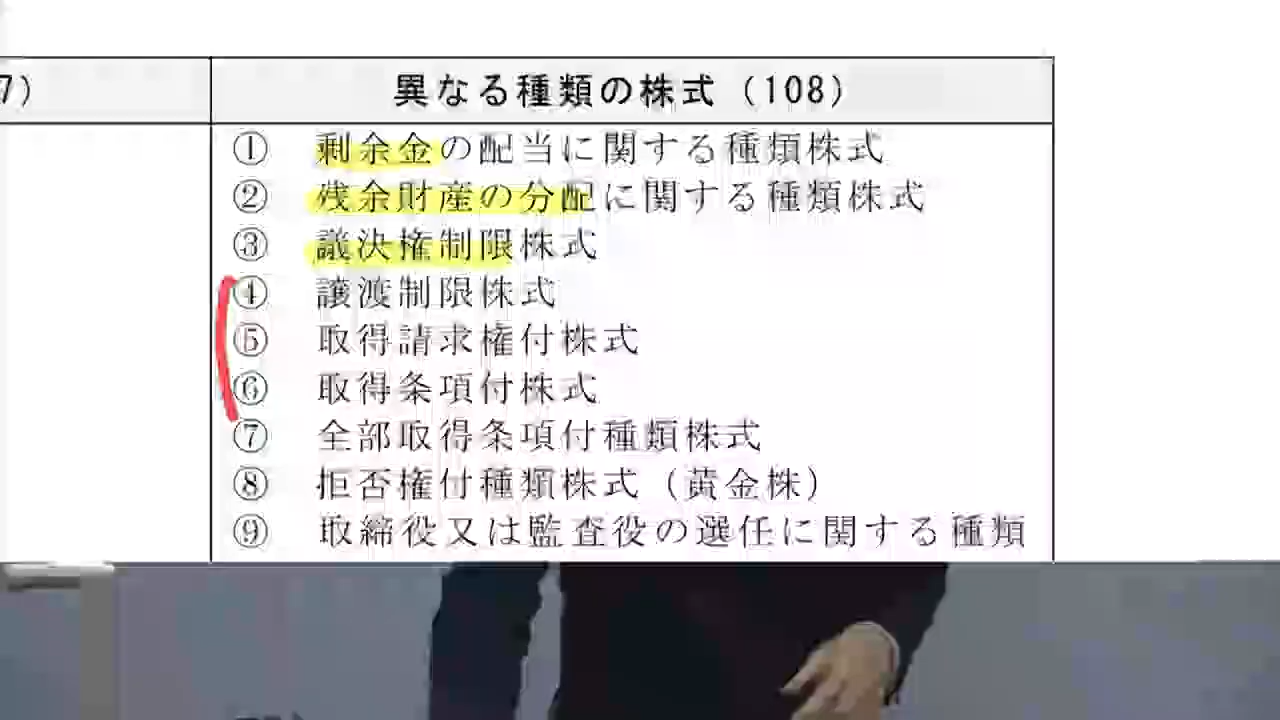 7)
異なる種類の株式（108）
① 剰余金の配当に関する種類株式
② 残余財産の分配に関する種類株式
③ 議決権制限株式
④ 譲渡制限株式
⑤ 取得請求権付株式
⑥ 取得条項付株式
⑦ 全部取得条項付種類株式
⑧ 拒否権付種類株式（黄金株）
⑨ 取締役又は監査役の選任に関する種類